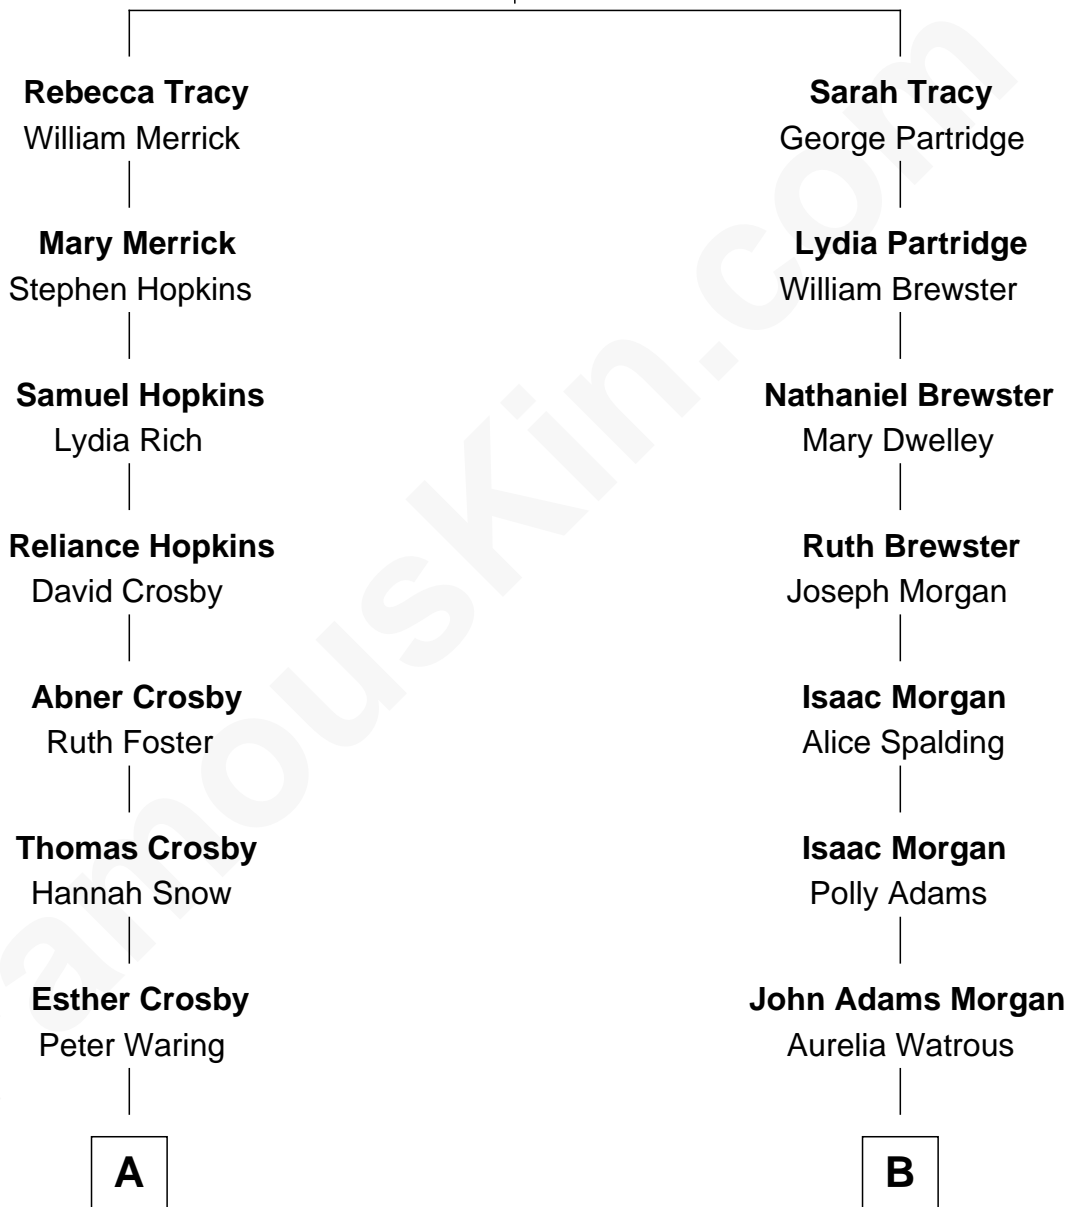 Rebecca Tracy
William Merrick
Mary Merrick
Stephen Hopkins
Samuel Hopkins
Lydia Rich
Reliance Hopkins
David Crosby
Abner Crosby
Ruth Foster
Thomas Crosby
Hannah Snow
Esther Crosby
Peter Waring
A
Sarah Tracy
George Partridge
Lydia Partridge
William Brewster
Nathaniel Brewster
Mary Dwelley
Ruth Brewster
Joseph Morgan
Isaac Morgan
Alice Spalding
Isaac Morgan
Polly Adams
John Adams Morgan
Aurelia Watrous
B
amouskin.com